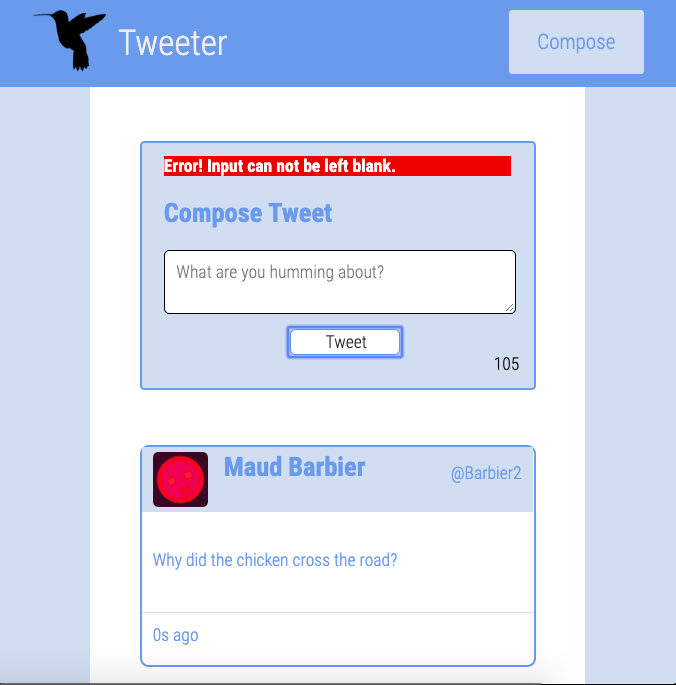 Tweeter
Compose
Error! Input can not be left blank.
Compose Tweet
What are you humming about?
Tweet
105
Maud Barbier
@Barbier2
Why did the chicken cross the road?
0s ago